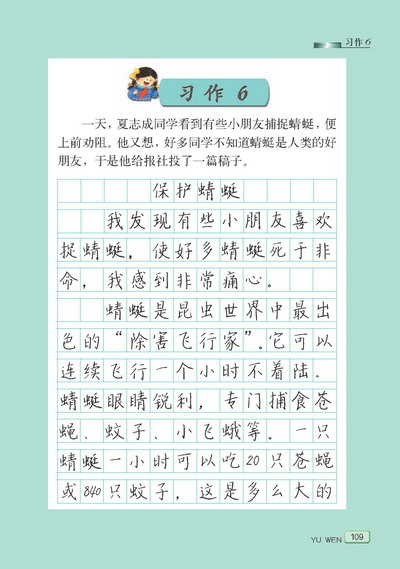 习作6
习作6
一天，夏志成同学看到有些小朋友捕捉蜻蜓，便
上前劝阻。他又想，好多同学不知道蜻蜓是人类的好
朋友，于是他给报社投了一篇稿子。
保护蜻蜓
我发现有些小朋友喜欢
捉蜻蜓，使好多蜻蜓死于非
命，我感到非常痛心。
蜻蜓是昆虫世界中最出
色的“除害飞行家”。它可以
连续飞行一个小时不着陆。
蜻蜓眼睛锐利，专门捕食苍
蝇、蚊子、小飞蛾等。一只
蜻蜓一小时可以吃20只苍蝇
或840只蚊子，这是多么大的
YU WEN 109